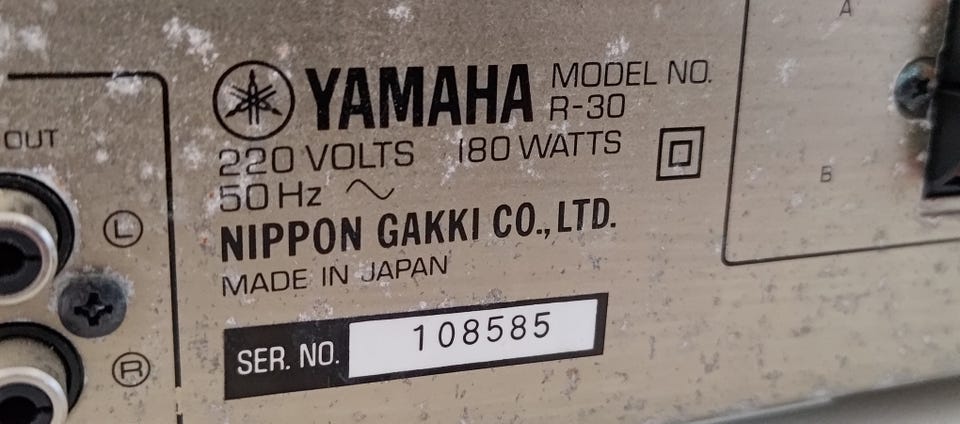 OUT
L
R
YAMAHA MODEL NO.
R-30
220 VOLTS 180 WATTS
50 Hz
NIPPON GAKKI CO., LTD.
MADE IN JAPAN
SER. NO. 108585
A
B